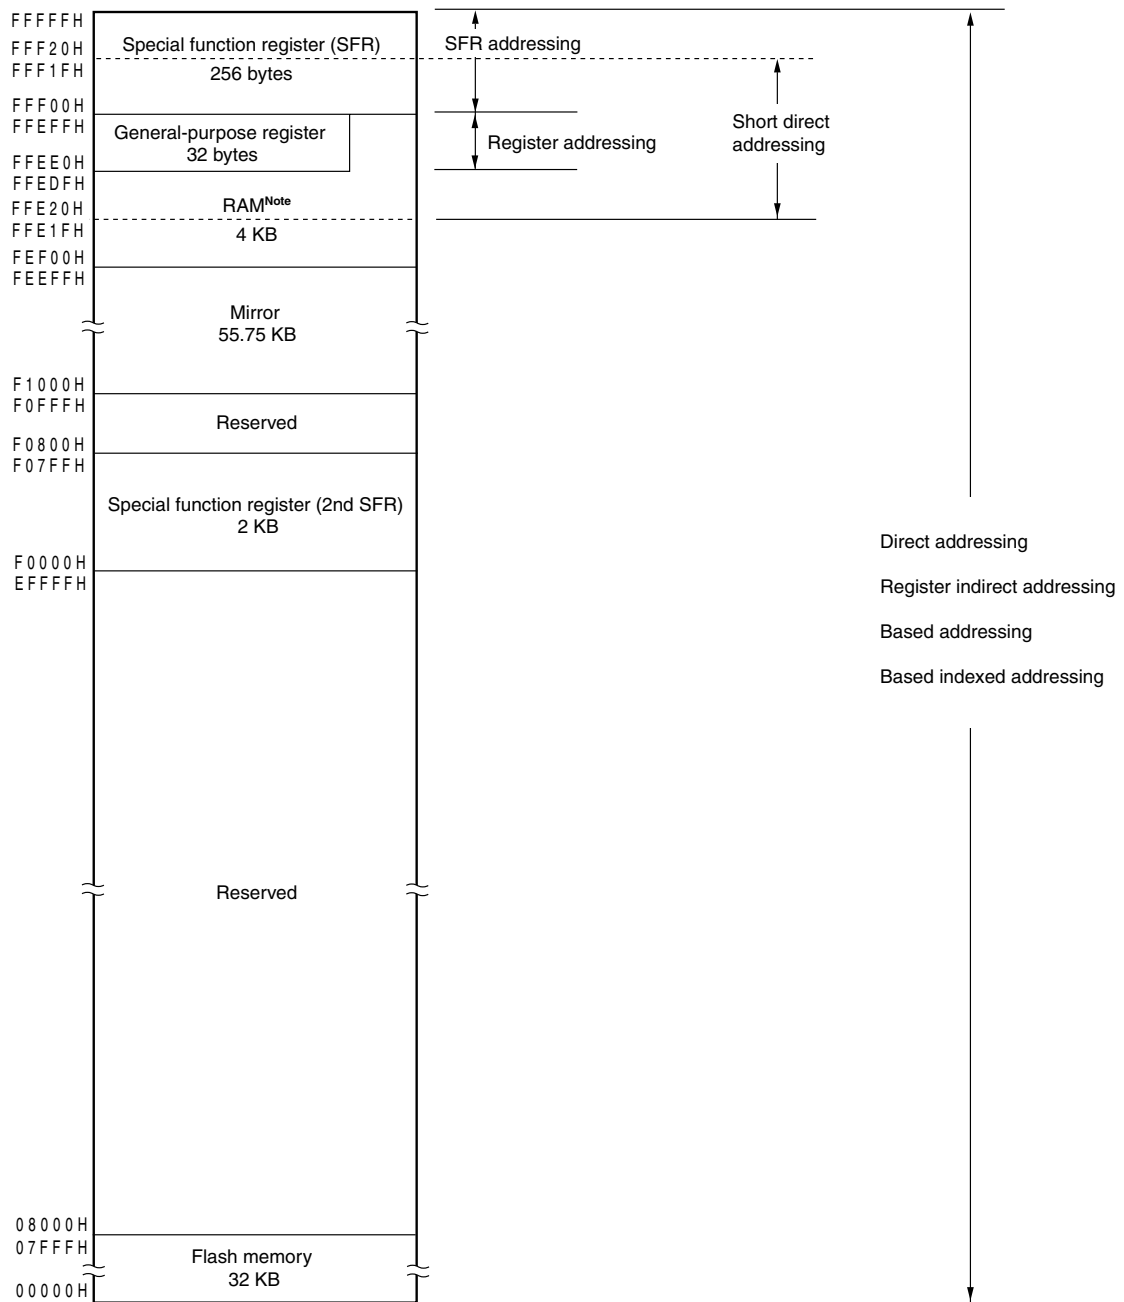 FFFFFH
FFF20H
FFF1FH
FFF00H
FFEFFH
FFEE0H
FFEDFH
FFE20H
FFE1FH
FEF00H
FEEFFH
F1000H
F0FFFH
F0800H
F07FFH
F0000H
EFFFFH
08000H
07FFFH
00000H
Special function register (SFR)
256 bytes
General-purpose register
32 bytes
RAMNote
4 KB
Mirror
55.75 KB
Reserved
Special function register (2nd SFR)
2 KB
Reserved
Flash memory
32 KB
SFR addressing
Register addressing
Short direct
addressing
Direct addressing
Register indirect addressing
Based addressing
Based indexed addressing